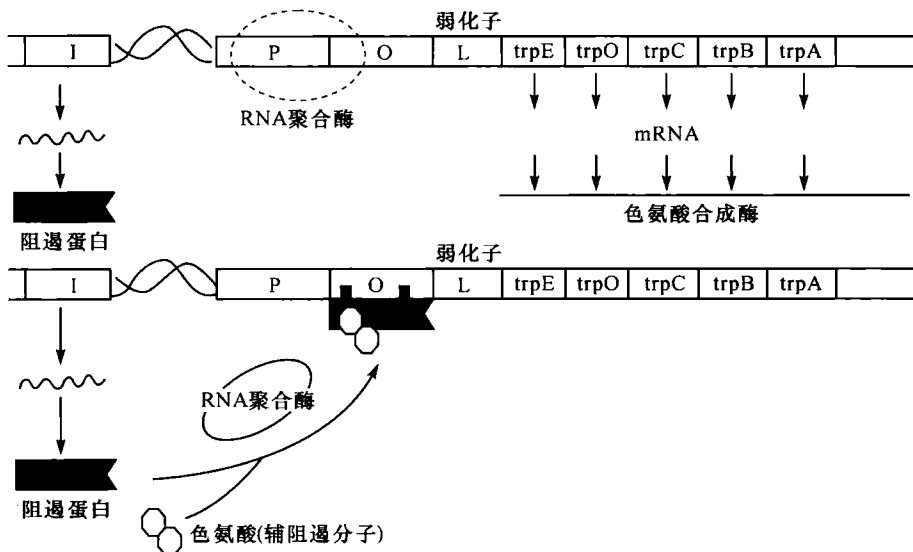 弱化子
I P O L trpE trpO trpC trpB trpA
RNA聚合酶
mRNA
色氨酸合成酶
阻遏蛋白
弱化子
I P O L trpE trpO trpC trpB trpA
RNA聚合酶
阻遏蛋白
色氨酸(辅阻遏分子)